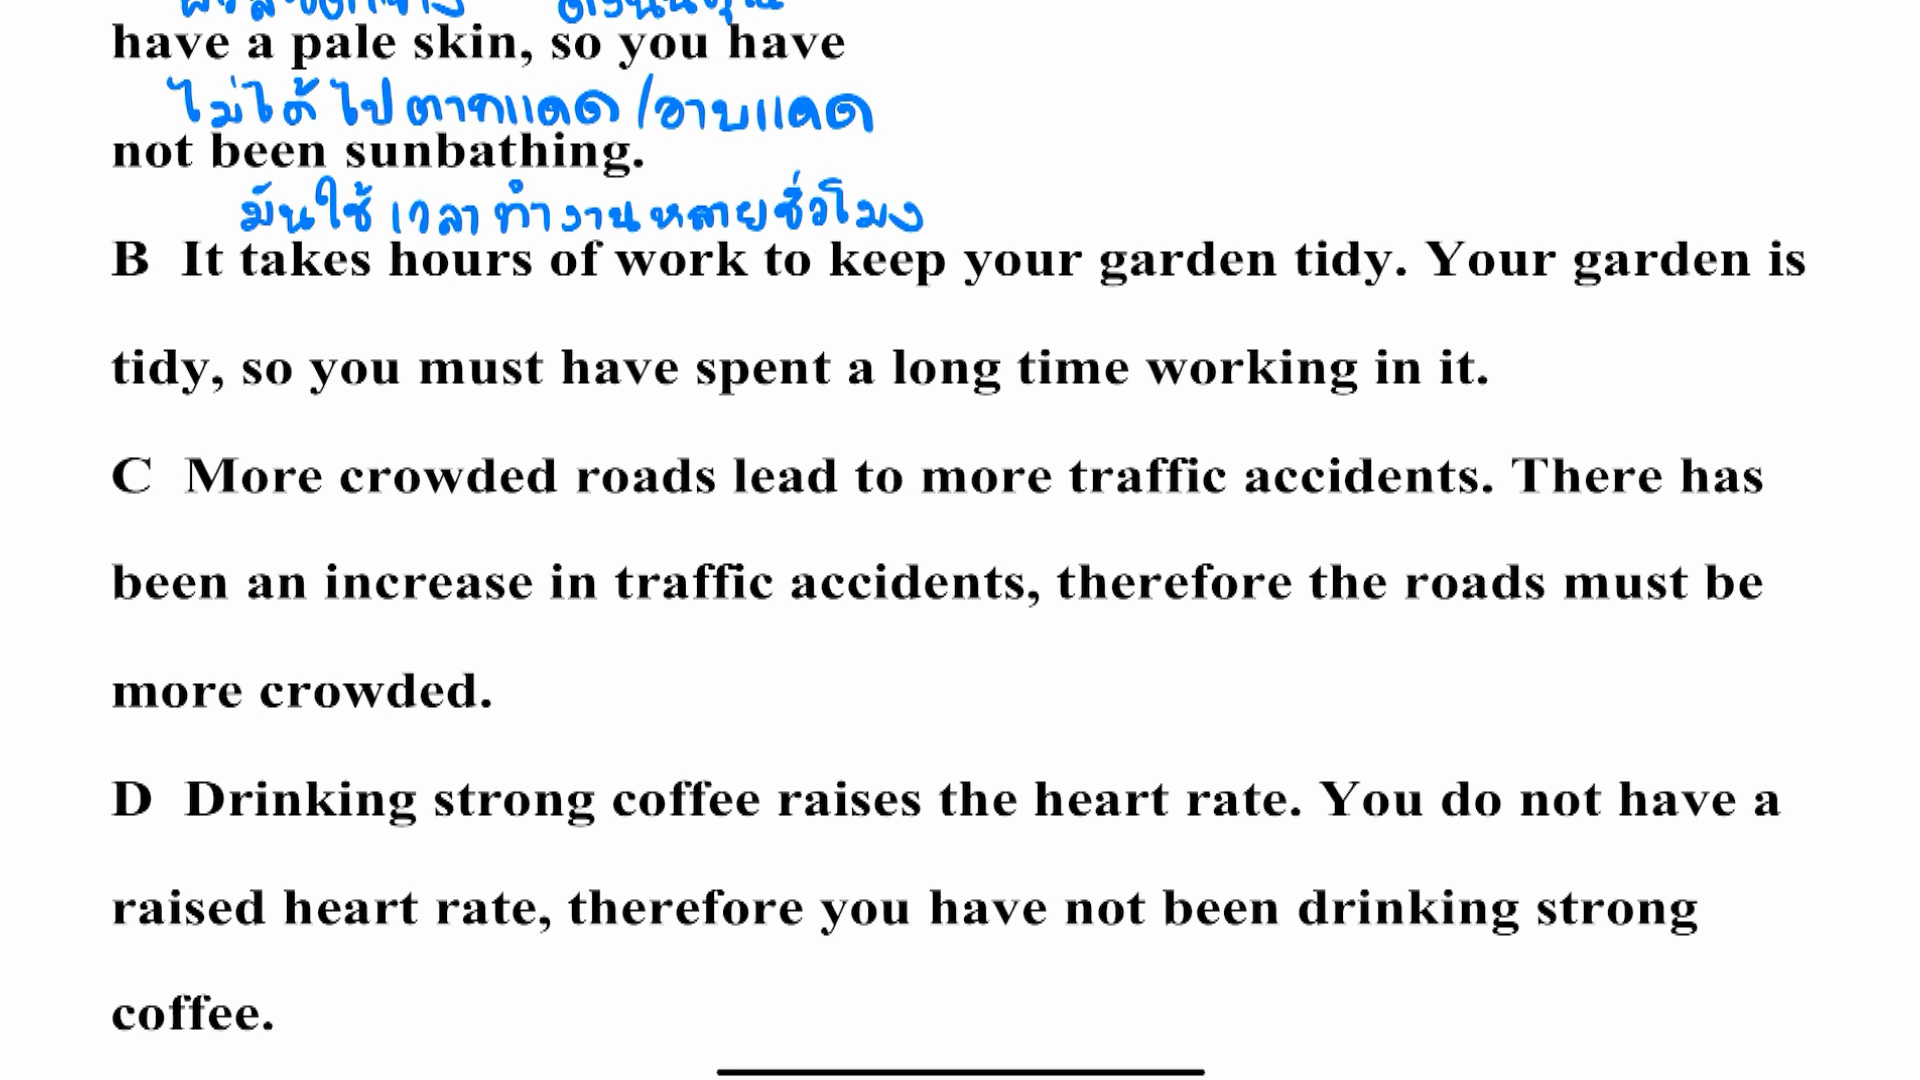 have a pale skin, so you have
ไม่ได้ ไป ตากแดด /อาบแดด
not been sunbathing.
มันใช้ เวลา ทำงานหลายชั่วโมง
B It takes hours of work to keep your garden tidy. Your garden is
tidy, so you must have spent a long time working in it.
C More crowded roads lead to more traffic accidents. There has
been an increase in traffic accidents, therefore the roads must be
more crowded.
D Drinking strong coffee raises the heart rate. You do not have a
raised heart rate, therefore you have not been drinking strong
coffee.